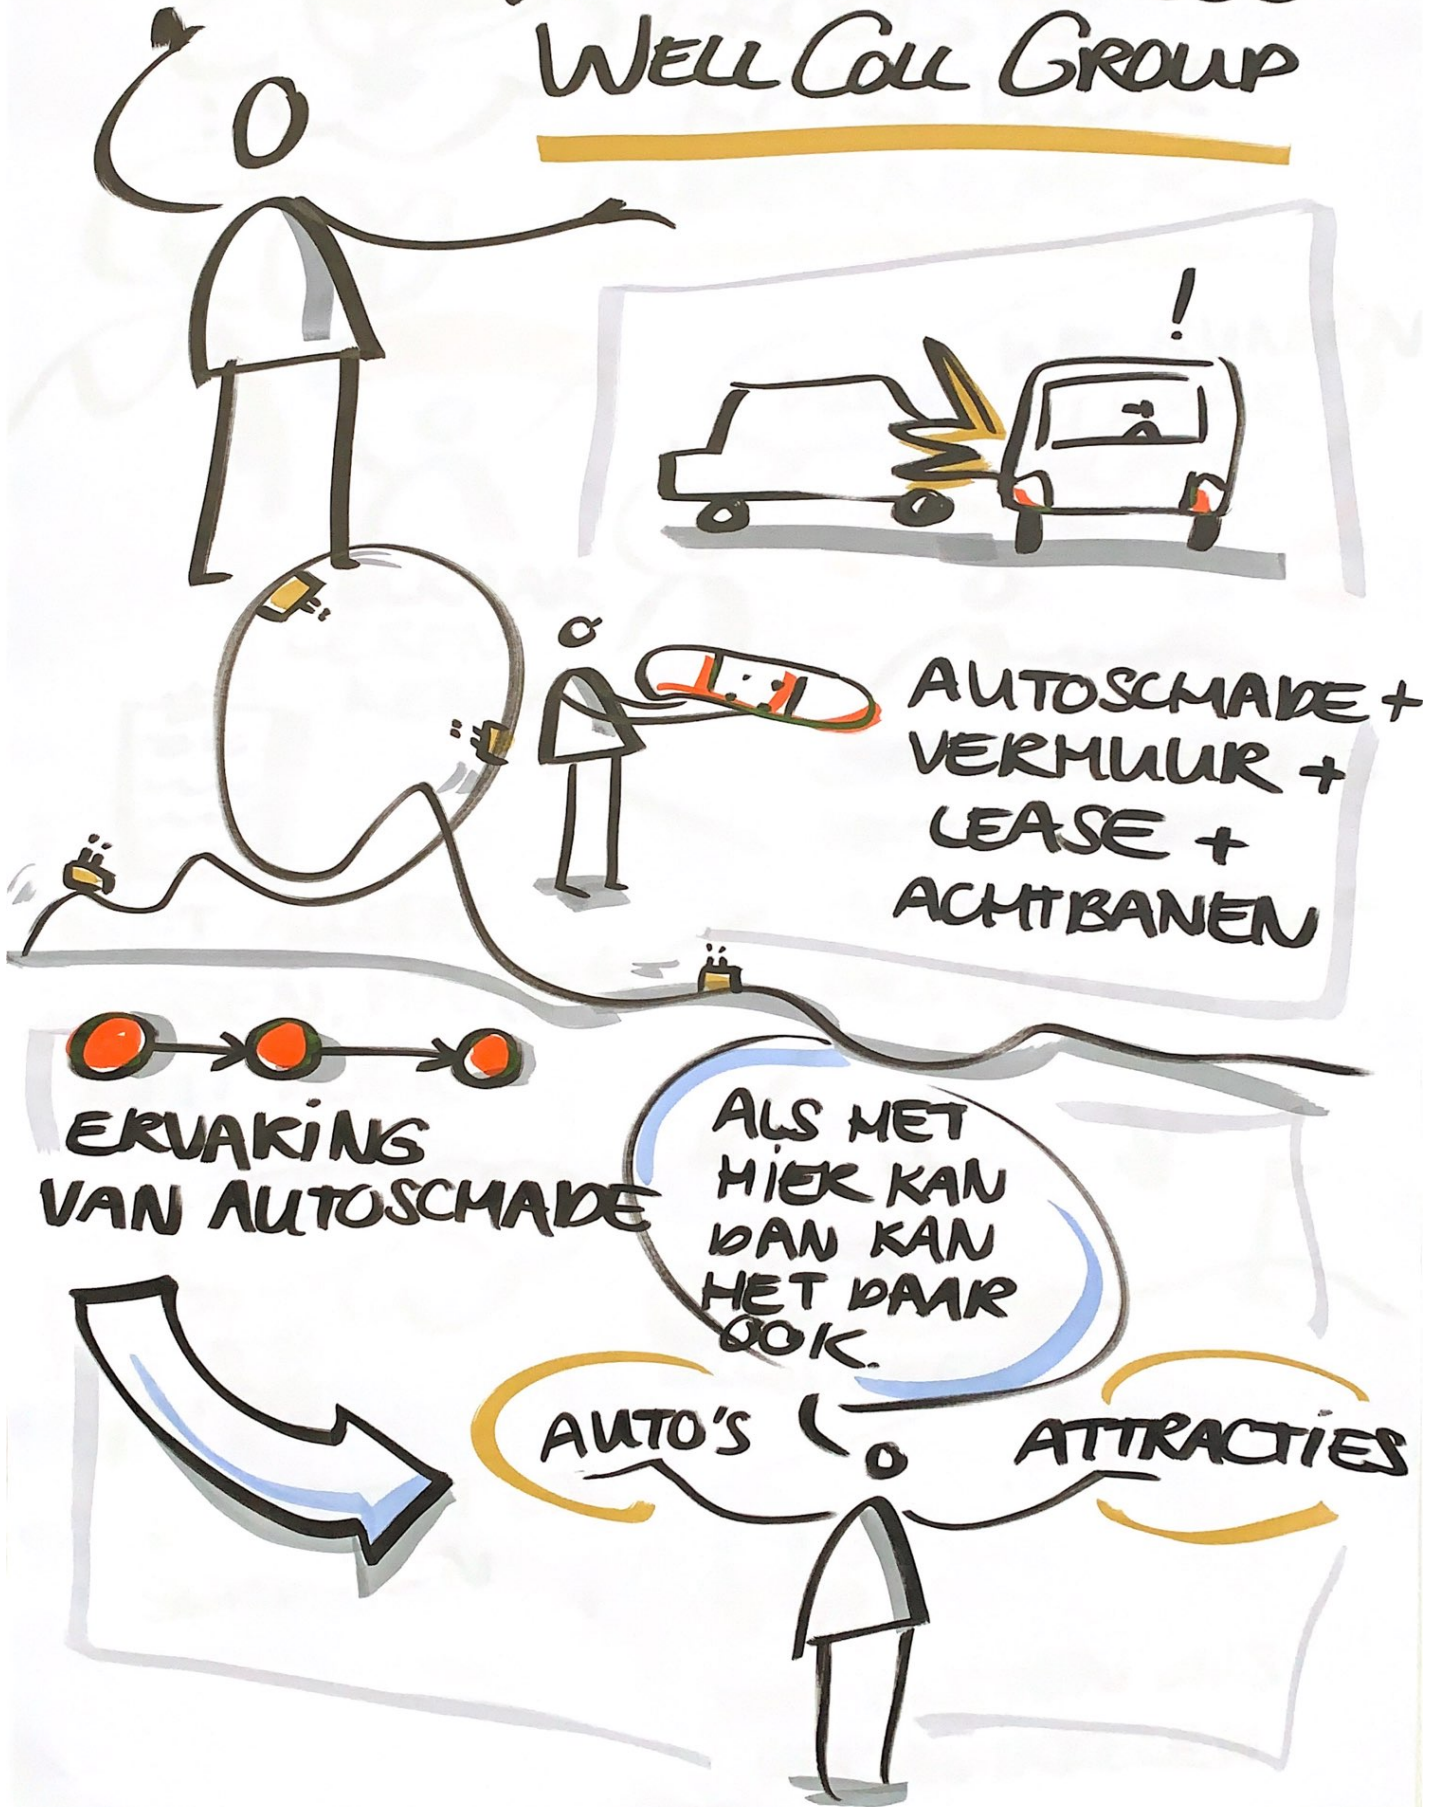 WELL COLL GROUP
!
AUTOSCHADE +
VERHUUR +
LEASE +
ACHTBANEN
ERVARING
VAN AUTOSCHADE
ALS HET
HIER KAN
DAN KAN
HET DAAR
OOK.
AUTO'S
ATTRACTIES